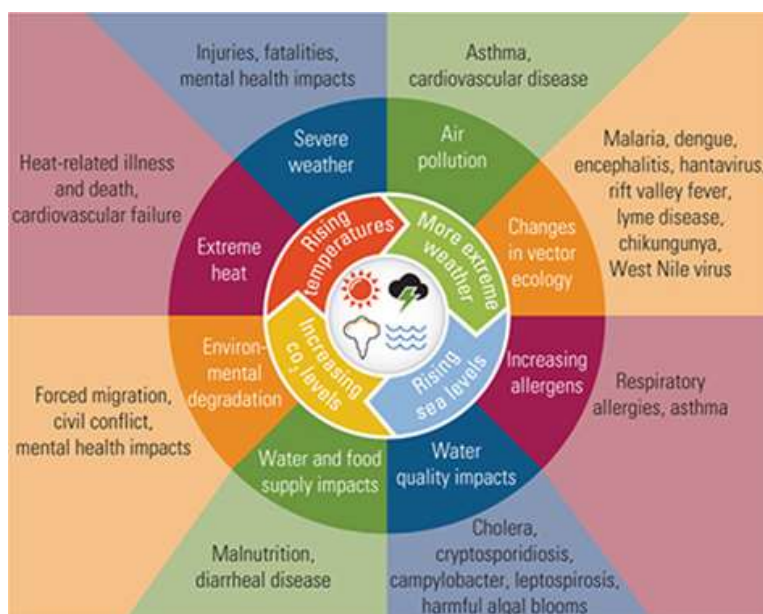 Injuries, fatalities,
mental health impacts
Asthma,
cardiovascular disease
Severe
weather
Air
pollution
Heat-related illness
and death,
cardiovascular failure
Malaria, dengue,
encephalitis, hantavirus,
rift valley fever,
lyme disease,
chikungunya,
West Nile virus
Extreme
heat
Rising
temperatures
More extreme
weather
Changes
in vector
ecology
Environ-
mental
degradation
Increasing
co₂ levels
Rising
sea levels
Increasing
allergens
Forced migration,
civil conflict,
mental health impacts
Respiratory
allergies, asthma
Water and food
supply impacts
Water
quality impacts
Malnutrition,
diarrheal disease
Cholera,
cryptosporidiosis,
campylobacter, leptospirosis,
harmful algal blooms